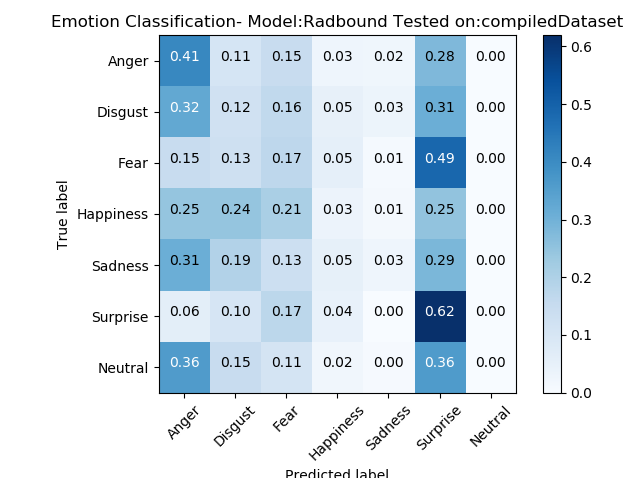 Emotion Classification- Model:Radbound Tested on:compiledDataset
Anger 0.41 0.11 0.15 0.03 0.02 0.28 0.00
Disgust 0.32 0.12 0.16 0.05 0.03 0.31 0.00
Fear 0.15 0.13 0.17 0.05 0.01 0.49 0.00
Happiness 0.25 0.24 0.21 0.03 0.01 0.25 0.00
Sadness 0.31 0.19 0.13 0.05 0.03 0.29 0.00
Surprise 0.06 0.10 0.17 0.04 0.00 0.62 0.00
Neutral 0.36 0.15 0.11 0.02 0.00 0.36 0.00
Anger Disgust Fear Happiness Sadness Surprise Neutral
True label
Predicted label
0.6
0.5
0.4
0.3
0.2
0.1
0.0